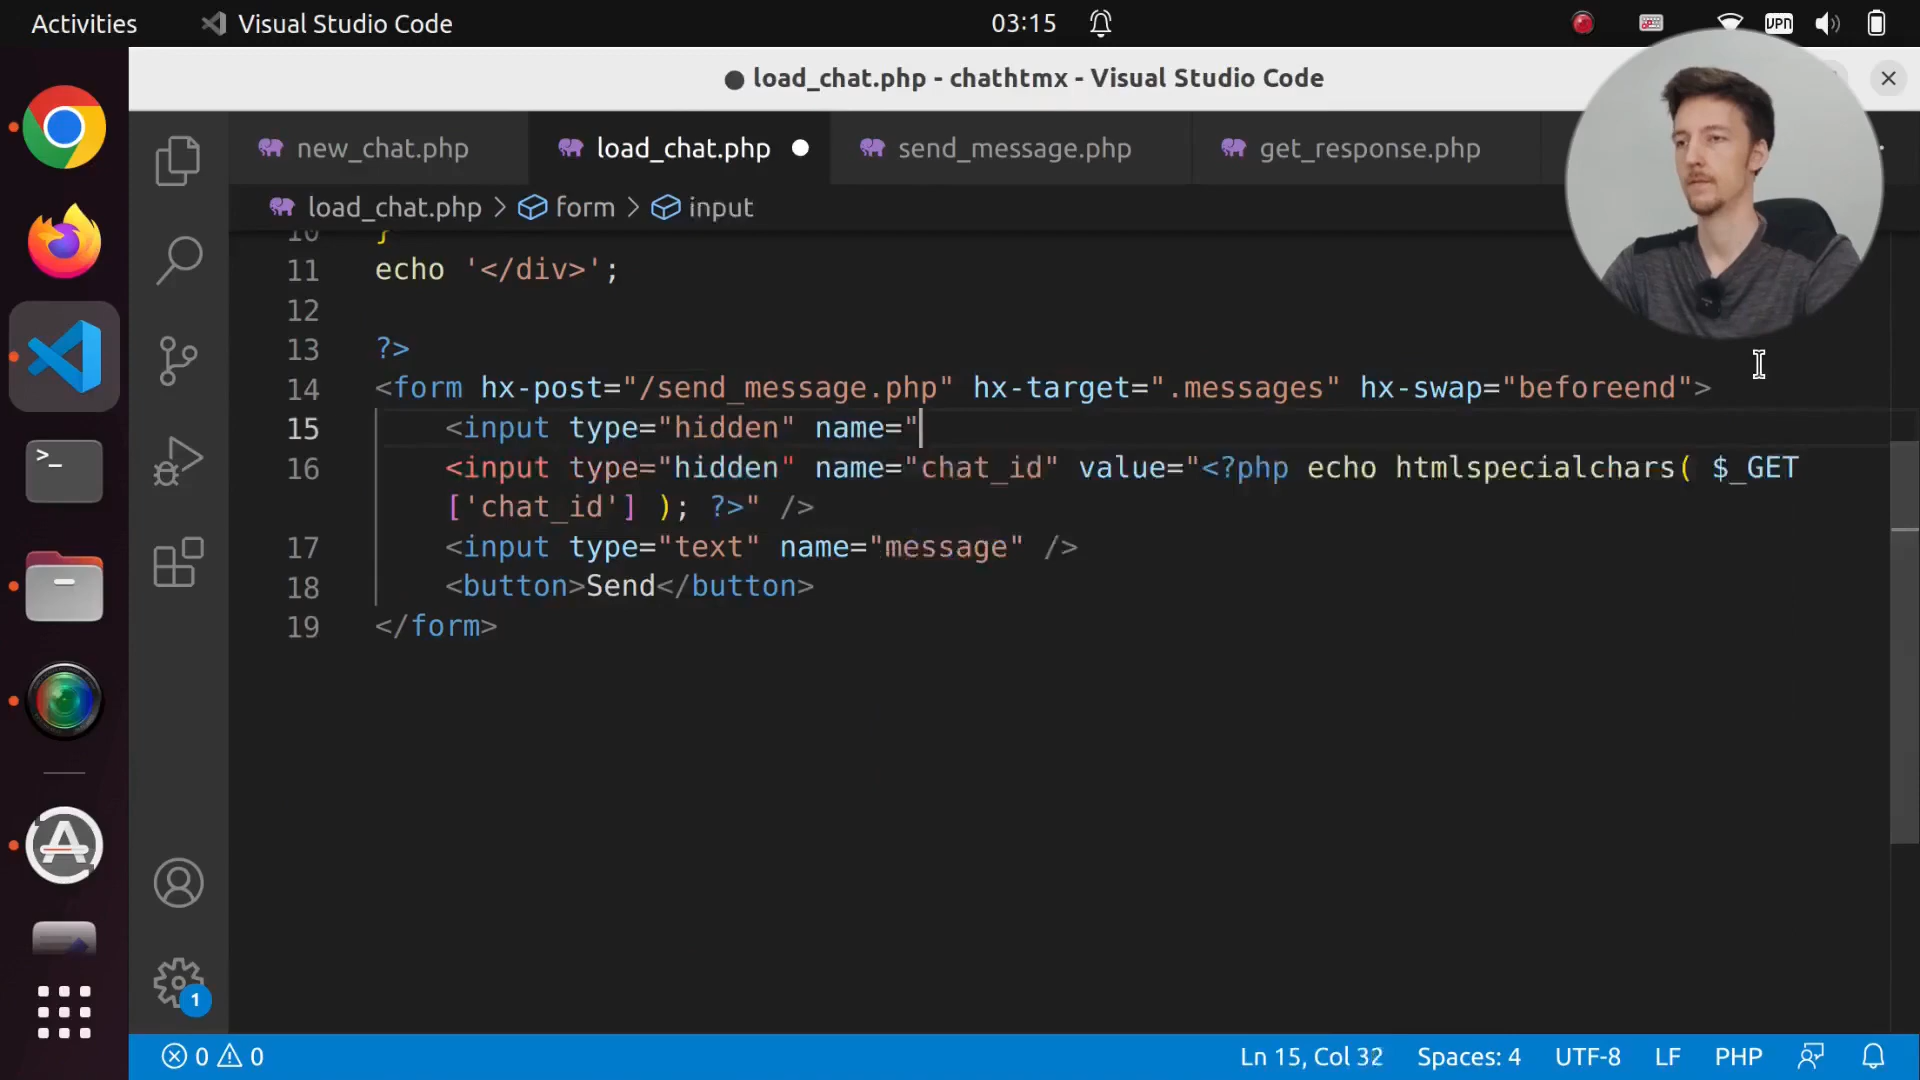 Activities
Visual Studio Code
03:15
VPN
load_chat.php - chathtmx - Visual Studio Code
new_chat.php
load_chat.php
send_message.php
get_response.php
load_chat.php > form > input
10 }
11 echo '</div>';
12
13 ?>
14 <form hx-post="/send_message.php" hx-target=".messages" hx-swap="beforeend">
15 <input type="hidden" name="
16 <input type="hidden" name="chat_id" value="<?php echo htmlspecialchars( $_GET
['chat_id'] ); ?>" />
17 <input type="text" name="message" />
18 <button>Send</button>
19 </form>
>_
A
1
0 0
Ln 15, Col 32
Spaces: 4
UTF-8
LF
PHP